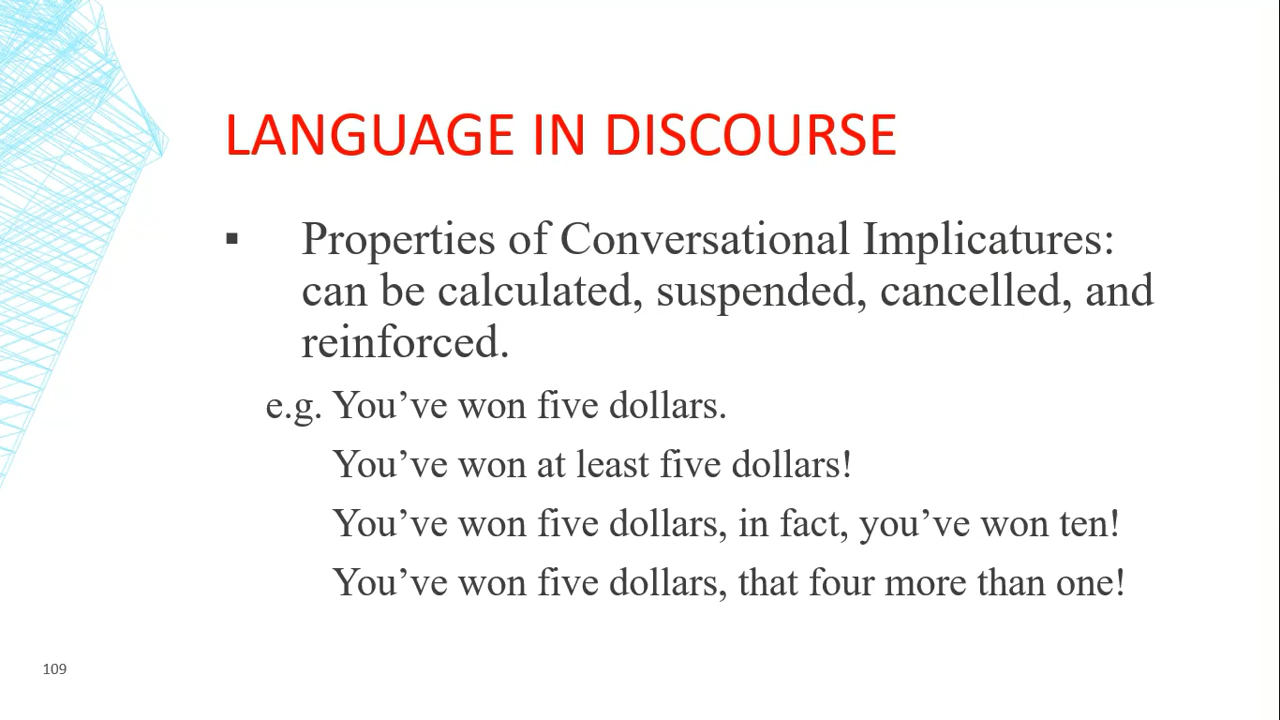 LANGUAGE IN DISCOURSE
▪ Properties of Conversational Implicatures:
can be calculated, suspended, cancelled, and
reinforced.
e.g. You’ve won five dollars.
You’ve won at least five dollars!
You’ve won five dollars, in fact, you’ve won ten!
You’ve won five dollars, that four more than one!
109